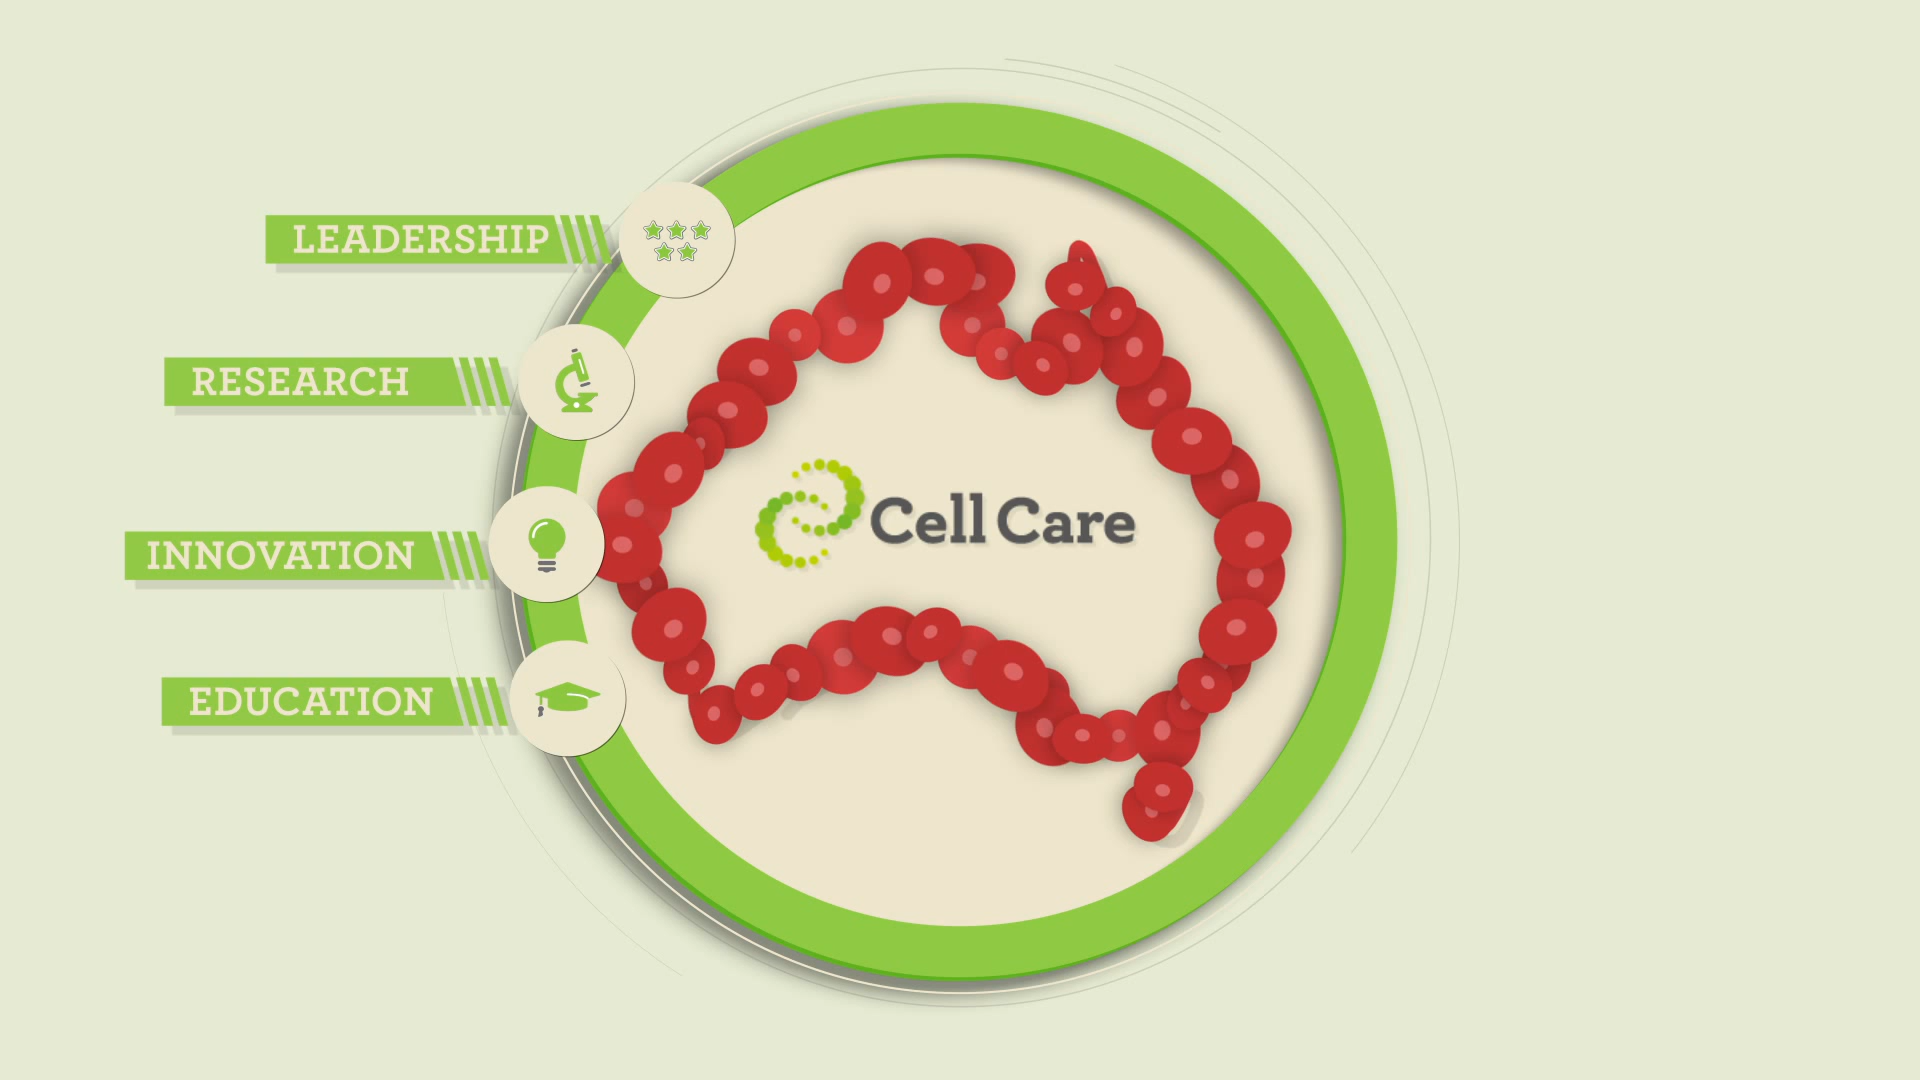 LEADERSHIP
RESEARCH
Cell Care
INNOVATION
EDUCATION